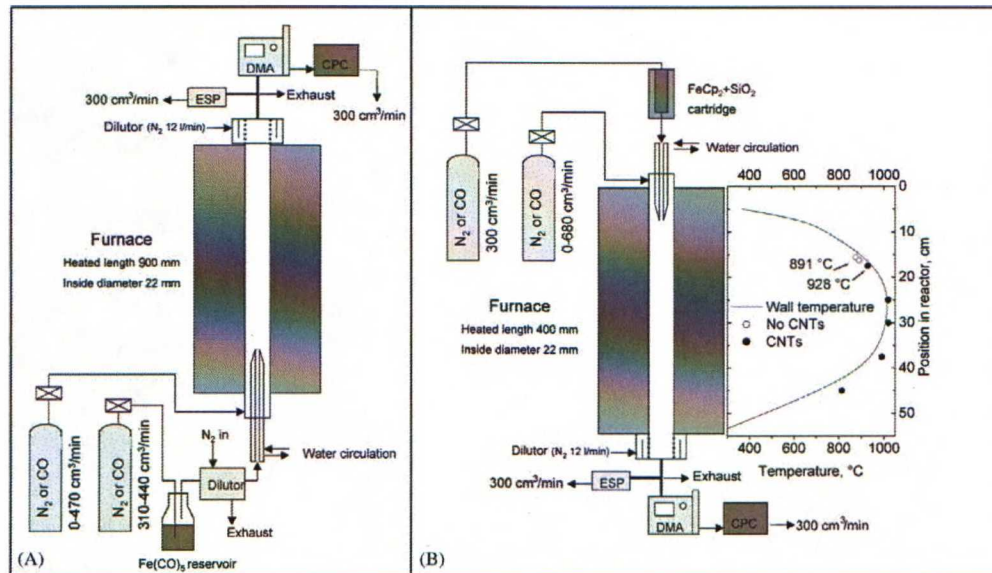 DMA
CPC
300 cm³/min
ESP
Exhaust
300 cm³/min
Dilutor (N₂ 12 l/min)
Furnace
Heated length 900 mm
Inside diameter 22 mm
N₂ or CO
0-470 cm³/min
N₂ or CO
310-440 cm³/min
N₂ in
Water circulation
Dilutor
Exhaust
Fe(CO)₅ reservoir
(A)
FeCp₂+SiO₂
cartridge
Water circulation
N₂ or CO
300 cm³/min
N₂ or CO
0-680 cm³/min
Furnace
Heated length 400 mm
Inside diameter 22 mm
400 600 800 1000
0
10
20
30
40
50
Position in reactor, cm
891 °C
928 °C
Wall temperature
No CNTs
CNTs
400 600 800 1000
Temperature, °C
Dilutor (N₂ 12 l/min)
300 cm³/min
ESP
Exhaust
DMA
CPC
300 cm³/min
(B)